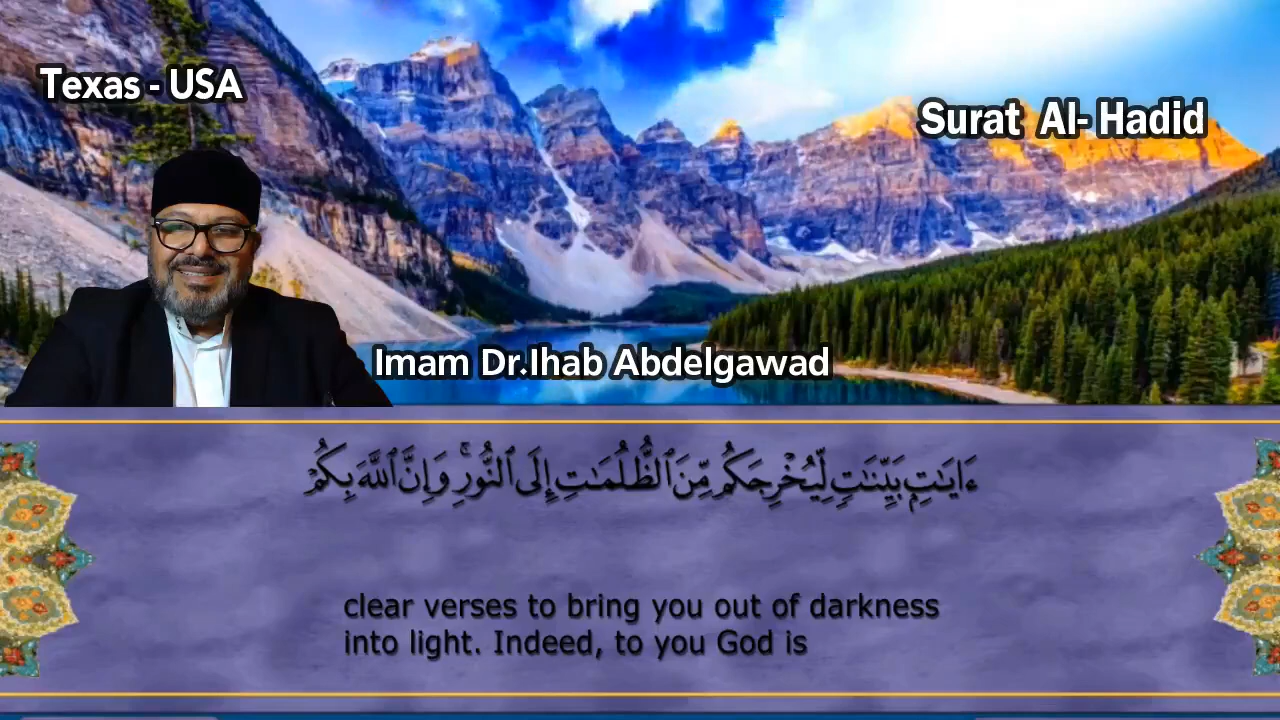 Texas - USA
Surat Al- Hadid
Imam Dr.Ihab Abdelgawad
ءَايَٰتِۭ بَيِّنَٰتٖ لِّيُخۡرِجَكُم مِّنَ ٱلظُّلُمَٰتِ إِلَى ٱلنُّورِۚ وَإِنَّ ٱللَّهَ بِكُمۡ
clear verses to bring you out of darkness
into light. Indeed, to you God is